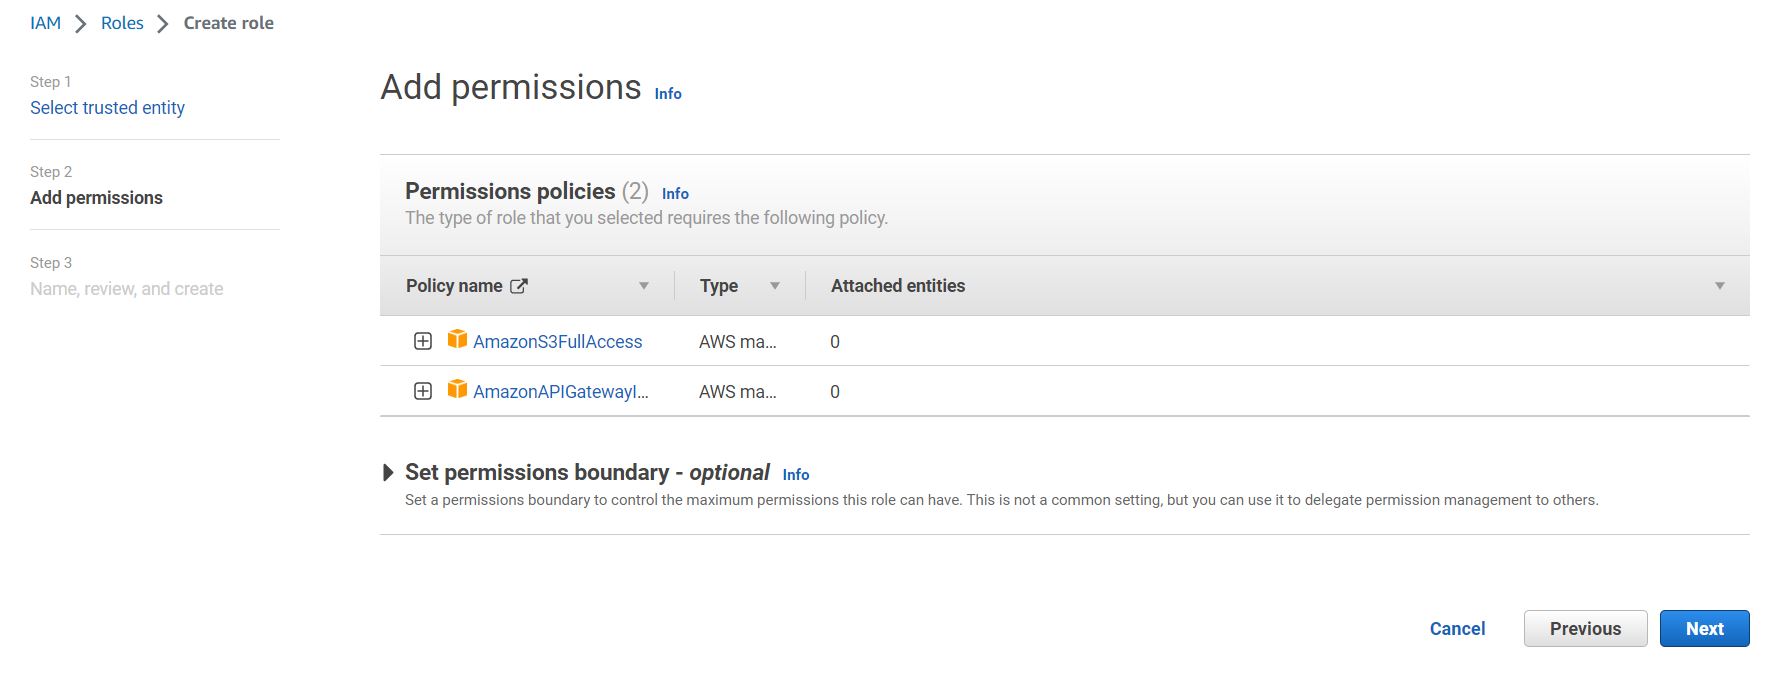 IAM > Roles > Create role
Step 1
Select trusted entity
Step 2
Add permissions
Step 3
Name, review, and create
Add permissions Info
Permissions policies (2) Info
The type of role that you selected requires the following policy.
Policy name Type Attached entities
AmazonS3FullAccess AWS ma... 0
AmazonAPIGatewayI... AWS ma... 0
Set permissions boundary - optional Info
Set a permissions boundary to control the maximum permissions this role can have. This is not a common setting, but you can use it to delegate permission management to others.
Cancel Previous Next